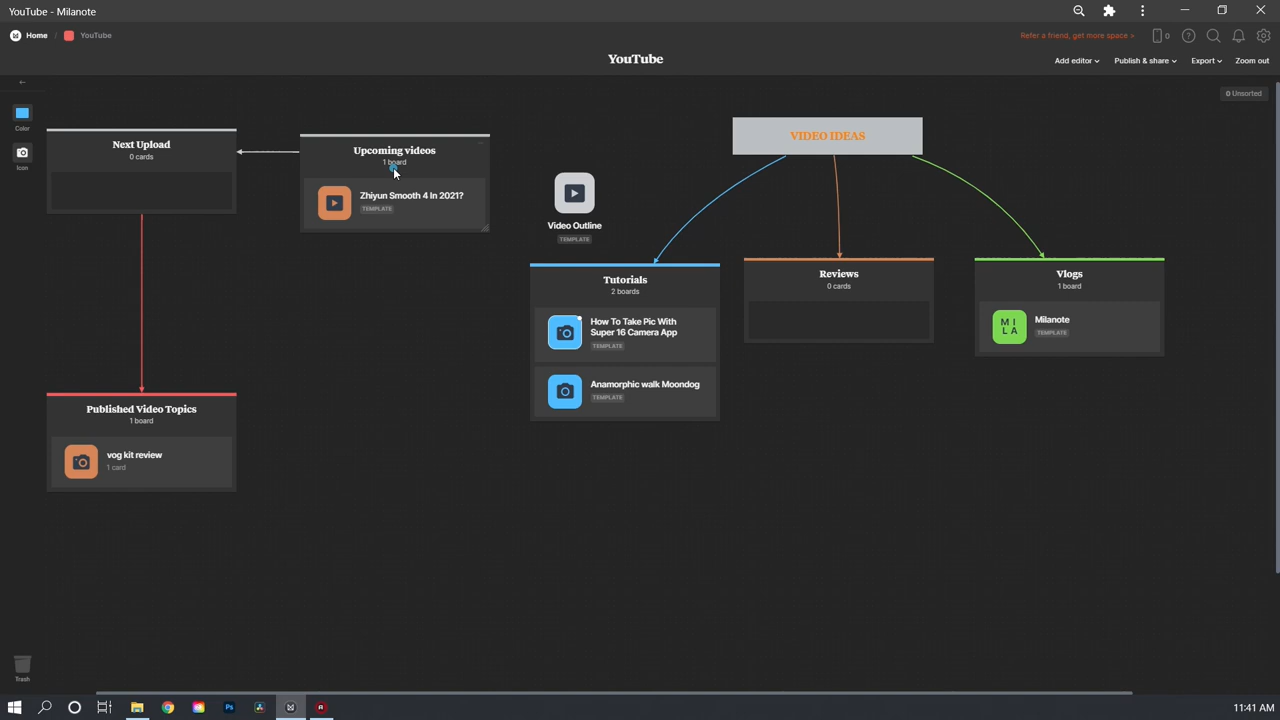 YouTube - Milanote
Home / YouTube
Refer a friend, get more space >
0
YouTube
Add editor
Publish & share
Export
Zoom out
0 Unsorted
Color
Icon
Next Upload
0 cards
Upcoming videos
1 board
Zhiyun Smooth 4 In 2021?
TEMPLATE
Video Outline
TEMPLATE
VIDEO IDEAS
Tutorials
2 boards
How To Take Pic With
Super 16 Camera App
TEMPLATE
Anamorphic walk Moondog
TEMPLATE
Reviews
0 cards
Vlogs
1 board
MI
LA
Milanote
TEMPLATE
Published Video Topics
1 board
vog kit review
1 card
Trash
Ps
11:41 AM